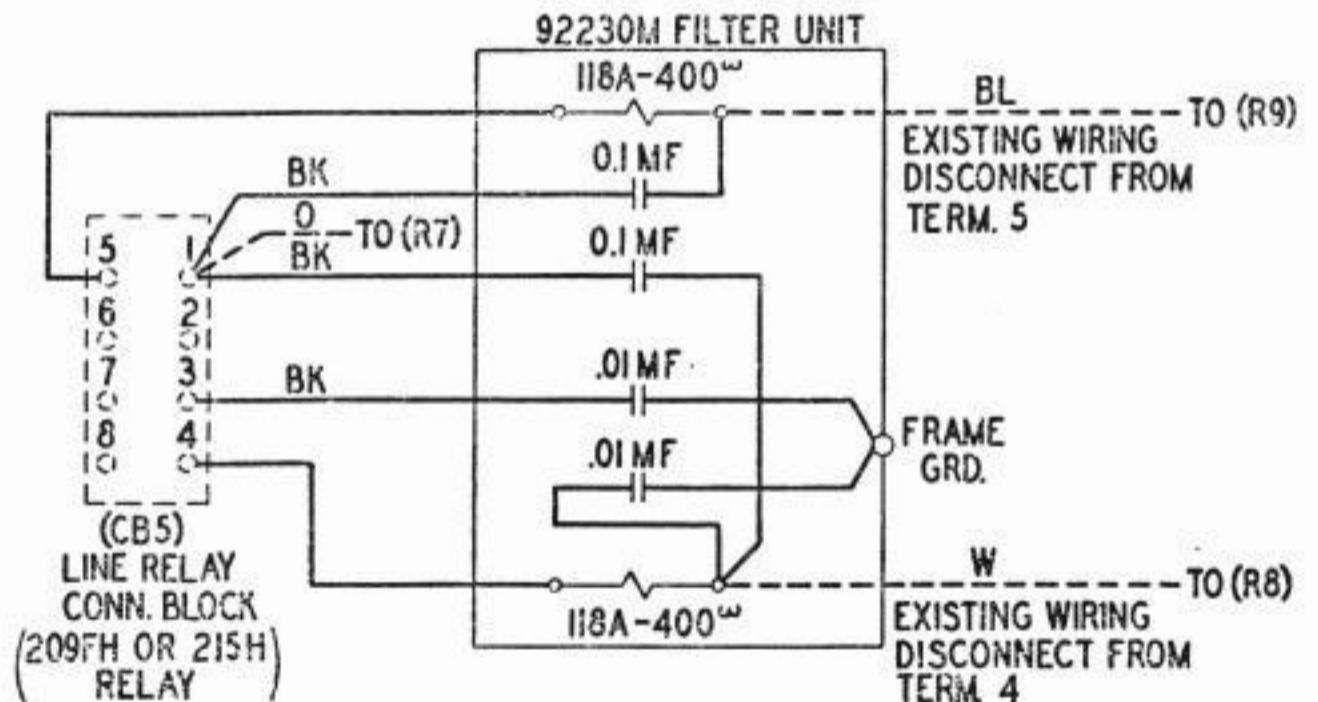 92230M FILTER UNIT
118A-400ω
BL
TO (R9)
EXISTING WIRING
DISCONNECT FROM
TERM. 5
0.1 MF
BK
O
TO (R7)
BK
0.1 MF
5 1
6 2
7 3
8 4
BK
.01 MF
.01 MF
FRAME
GRD.
(CB5)
LINE RELAY
CONN. BLOCK
(209FH OR 215H)
RELAY
118A-400ω
W
TO (R8)
EXISTING WIRING
DISCONNECT FROM
TERM. 4